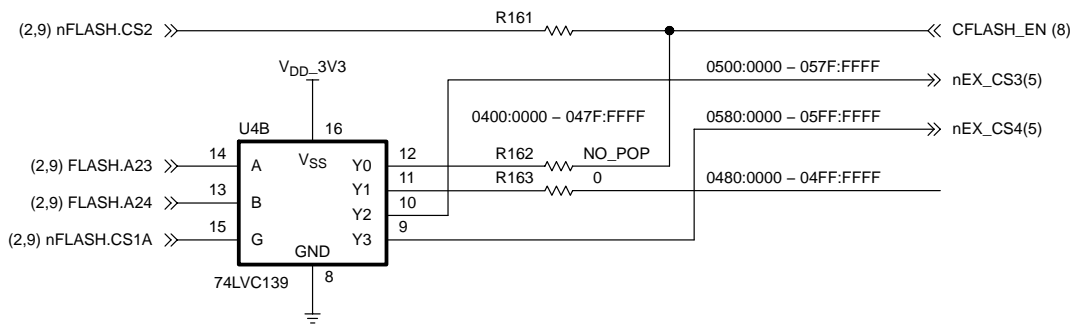 R161
(2,9) nFLASH.CS2
CFLASH_EN (8)
VDD_3V3
0500:0000 – 057F:FFFF
nEX_CS3(5)
0400:0000 – 047F:FFFF
0580:0000 – 05FF:FFFF
nEX_CS4(5)
U4B
16
(2,9) FLASH.A23
14
A
VSS
Y0
12
R162
NO_POP
Y1
11
R163
0
0480:0000 – 04FF:FFFF
(2,9) FLASH.A24
13
B
Y2
10
(2,9) nFLASH.CS1A
15
G
Y3
9
GND
74LVC139
8